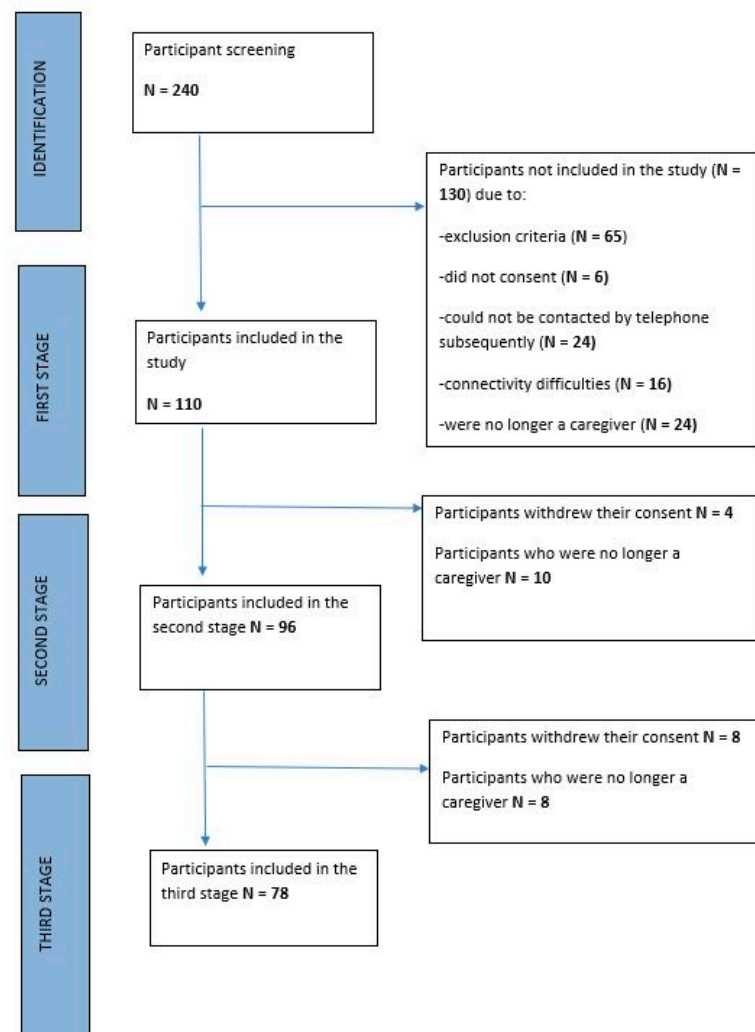 IDENTIFICATION
Participant screening
N = 240
Participants not included in the study (N =
130) due to:
-exclusion criteria (N = 65)
-did not consent (N = 6)
-could not be contacted by telephone
subsequently (N = 24)
-connectivity difficulties (N = 16)
-were no longer a caregiver (N = 24)
FIRST STAGE
Participants included in the
study
N = 110
Participants withdrew their consent N = 4
Participants who were no longer a
caregiver N = 10
SECOND STAGE
Participants included in the
second stage N = 96
Participants withdrew their consent N = 8
Participants who were no longer a
caregiver N = 8
THIRD STAGE
Participants included in the
third stage N = 78